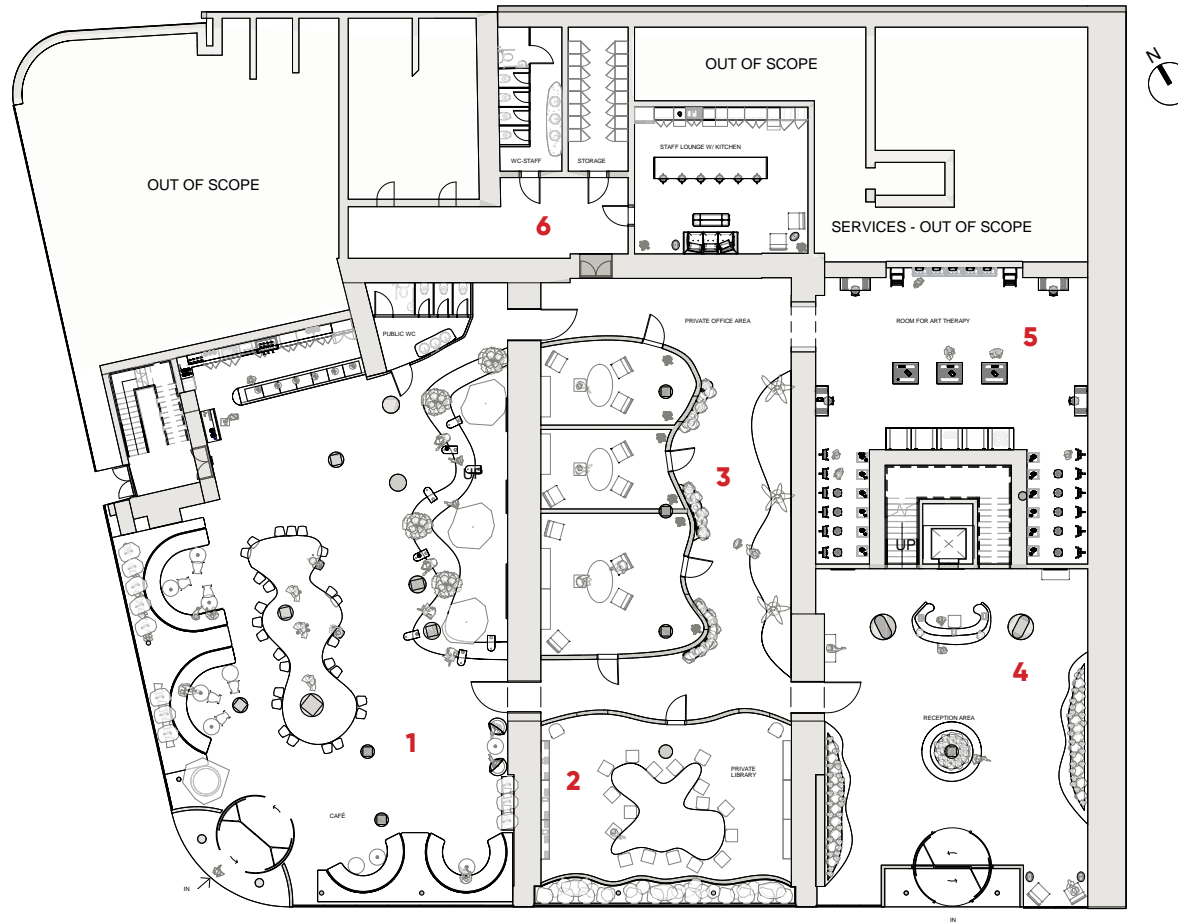 N
OUT OF SCOPE
OUT OF SCOPE
STAFF LOUNGE W/ KITCHEN
WC-STAFF
STORAGE
OUT OF SCOPE
6
SERVICES - OUT OF SCOPE
PRIVATE OFFICE AREA
ROOM FOR ART THERAPY
5
PUBLIC WC
3
UP
4
RECEPTION AREA
1
2
PRIVATE
LIBRARY
CAFÉ
IN
IN